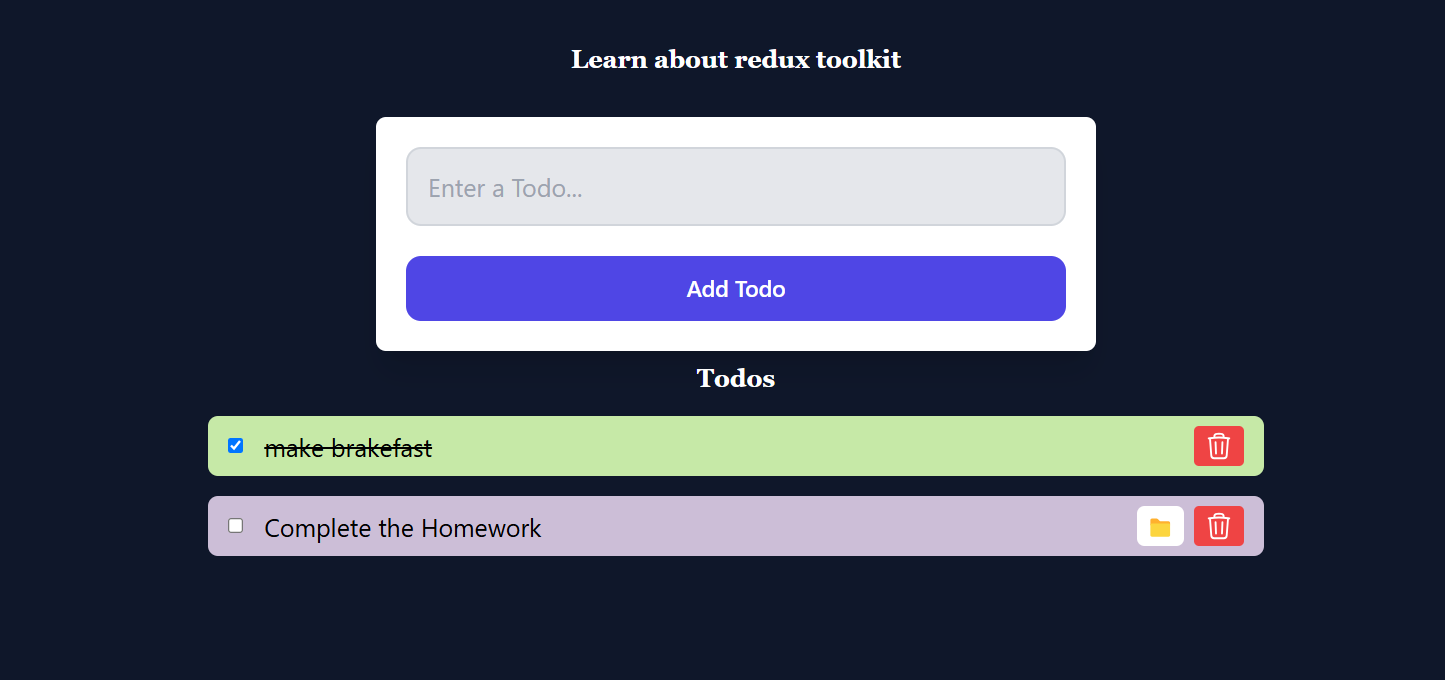 Learn about redux toolkit
Enter a Todo...
Add Todo
Todos
make brakefast
Complete the Homework